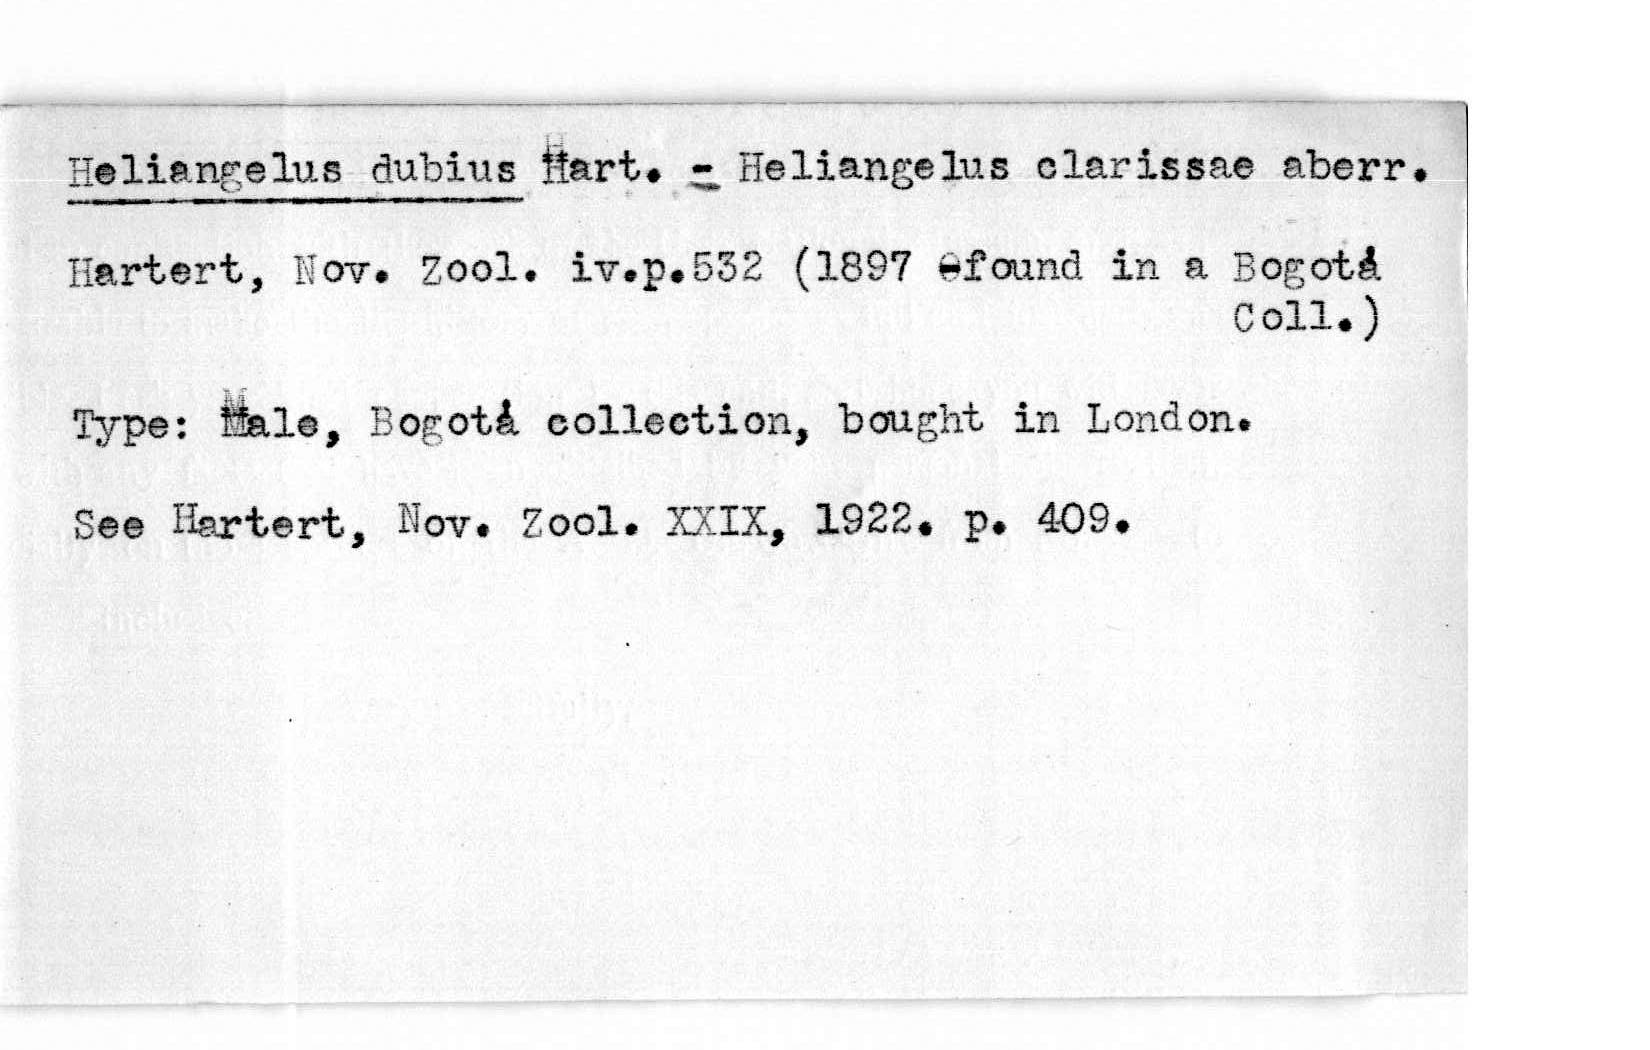 Heliangelus dubius Hart. = Heliangelus clarissae aberr.
Hartert, Nov. Zool. iv.p.532 (1897 -found in a Bogotá
Coll.)
Type: Male, Bogotá collection, bought in London.
See Hartert, Nov. Zool. XXIX, 1922. p. 409.